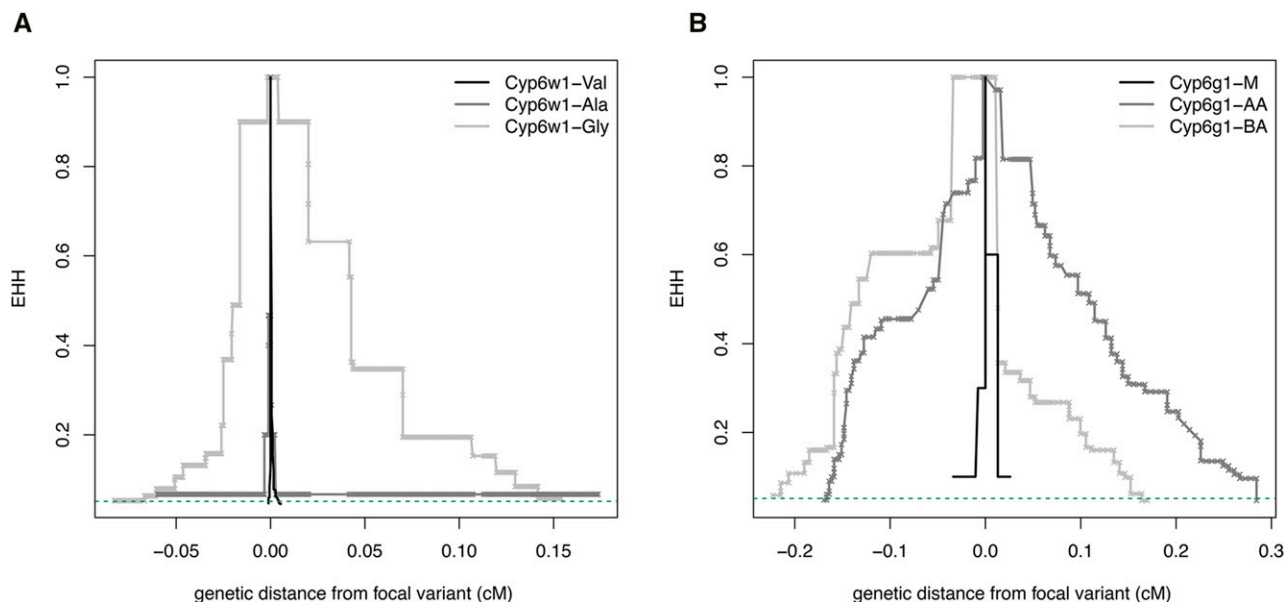 A
Cyp6w1−Val
Cyp6w1−Ala
Cyp6w1−Gly
EHH
1.0
0.8
0.6
0.4
0.2
−0.05
0.00
0.05
0.10
0.15
genetic distance from focal variant (cM)
B
Cyp6g1−M
Cyp6g1−AA
Cyp6g1−BA
EHH
1.0
0.8
0.6
0.4
0.2
−0.2
−0.1
0.0
0.1
0.2
0.3
genetic distance from focal variant (cM)